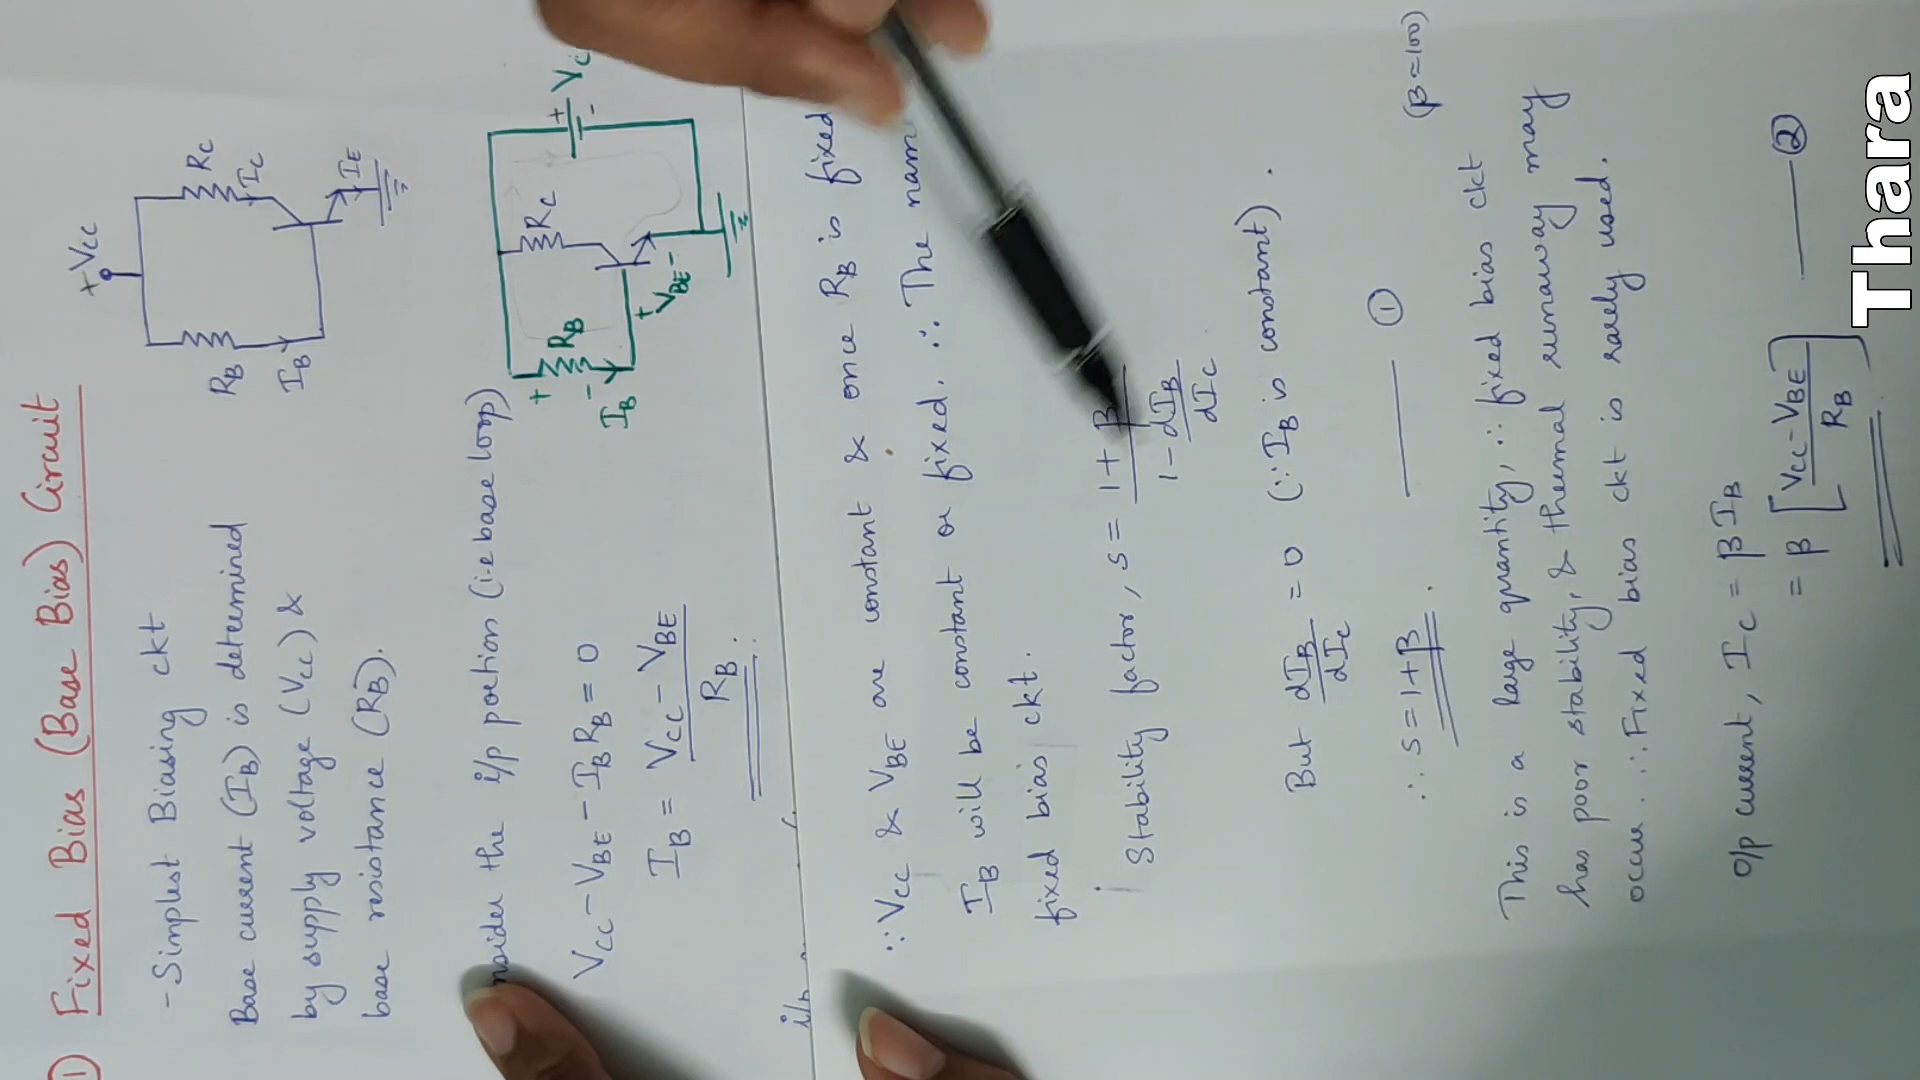 1) Fixed Bias (Base Bias) Circuit
- Simplest Biasing ckt
Base current (IB) is determined
by supply voltage (Vcc) &
base resistance (RB).
+Vcc
RB
RC
IC
IB
IE
nsider the i/p portion (i.e base loop)
Vcc - VBE - IBRB = 0
IB = Vcc - VBE / RB
+
RB
-
IB
RC
+ VBE -
+
-
i/p
∵ Vcc & VBE are constant & once RB is fixed
IB will be constant or fixed. ∴ The nam
fixed bias ckt.
Stability factor, s = 1+β / 1 - dIB/dIc
But dIB/dIc = 0 (∵ IB is constant).
∴ s = 1+β. ——— ① (β=100)
This is a large quantity, ∴ fixed bias ckt
has poor stability, & thermal runaway may
occur. ∴ Fixed bias ckt is rarely used.
o/p current, Ic = βIB
= β [Vcc - VBE / RB] ——— ②
Thara